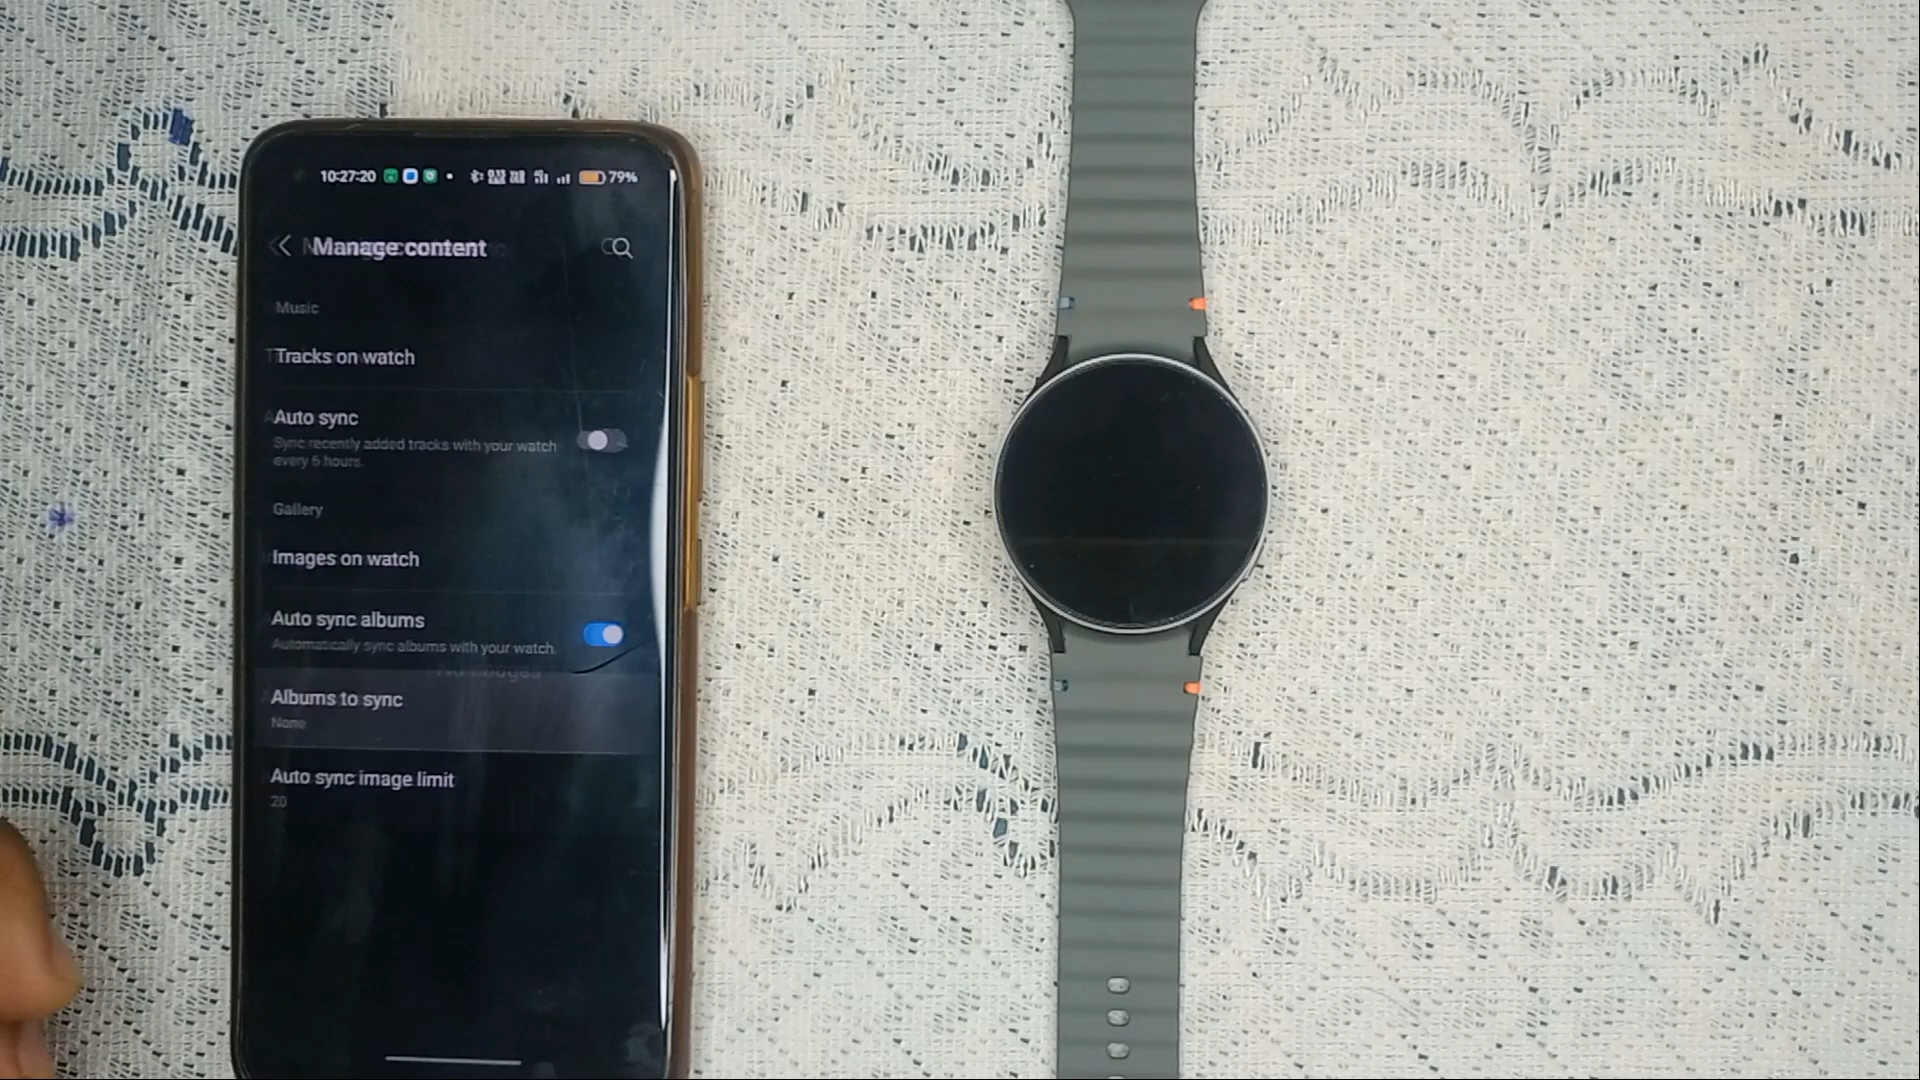 10:27:20
79%
Manage content
Music
Tracks on watch
Auto sync
Sync recently added tracks with your watch
every 6 hours.
Gallery
Images on watch
Auto sync albums
Automatically sync albums with your watch.
No images
Albums to sync
None
Auto sync image limit
20